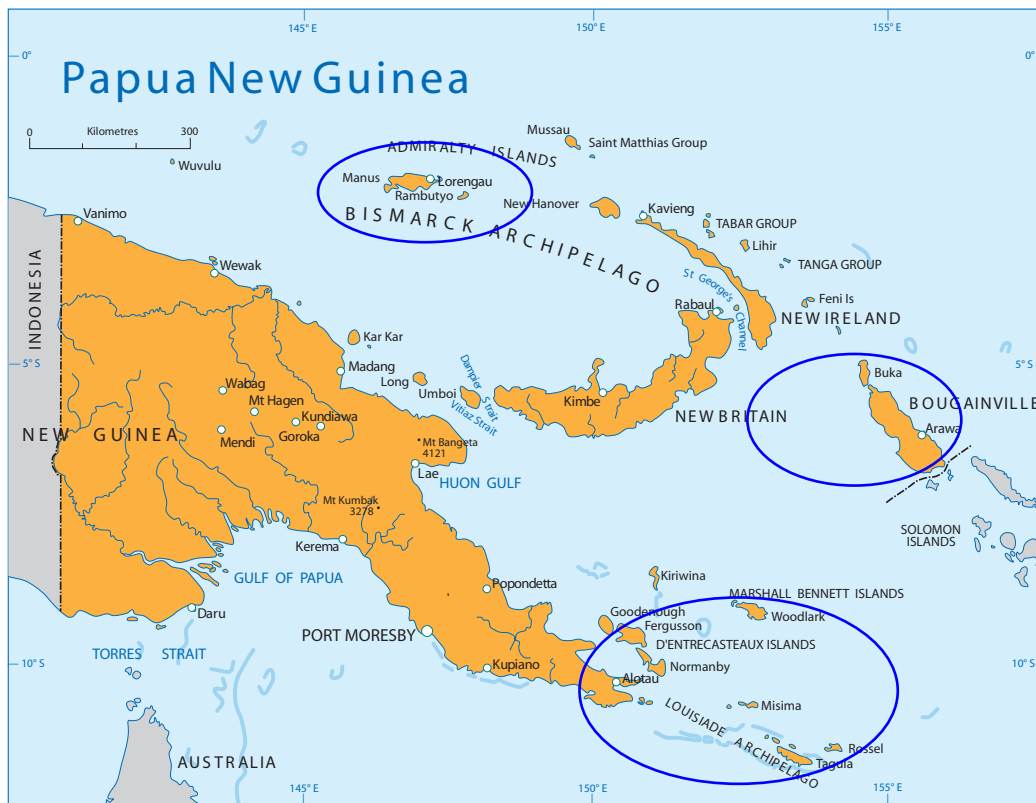 145° E
150° E
155° E
0°
0°
Papua New Guinea
0 Kilometres 300
Mussau
Saint Matthias Group
ADMIRALTY ISLANDS
Wuvulu
Manus
Lorengau
Rambutyo
New Hanover
Kavieng
BISMARCK ARCHIPELAGO
Vanimo
TABAR GROUP
Lihir
TANGA GROUP
INDONESIA
Wewak
St George's Channel
Rabaul
Feni Is
NEW IRELAND
Kar Kar
Madang
5° S
5° S
Long
Umboi
Dampier Strait
Vitiaz Strait
Buka
Wabag
Mt Hagen
Kundiawa
Kimbe
NEW BRITAIN
BOUGAINVILLE
Arawa
NEW GUINEA
Mendi
Goroka
Mt Bangeta
4121
Lae
HUON GULF
Mt Kumbak
3278
SOLOMON
ISLANDS
Kerema
GULF OF PAPUA
Kiriwina
Popondetta
MARSHALL BENNETT ISLANDS
Daru
Goodenough
Woodlark
Fergusson
PORT MORESBY
D'ENTRECASTEAUX ISLANDS
TORRES STRAIT
10° S
10° S
Kupiano
Normanby
Alotau
Misima
LOUISIADE ARCHIPELAGO
Rossel
Tagula
AUSTRALIA
145° E
150° E
155° E